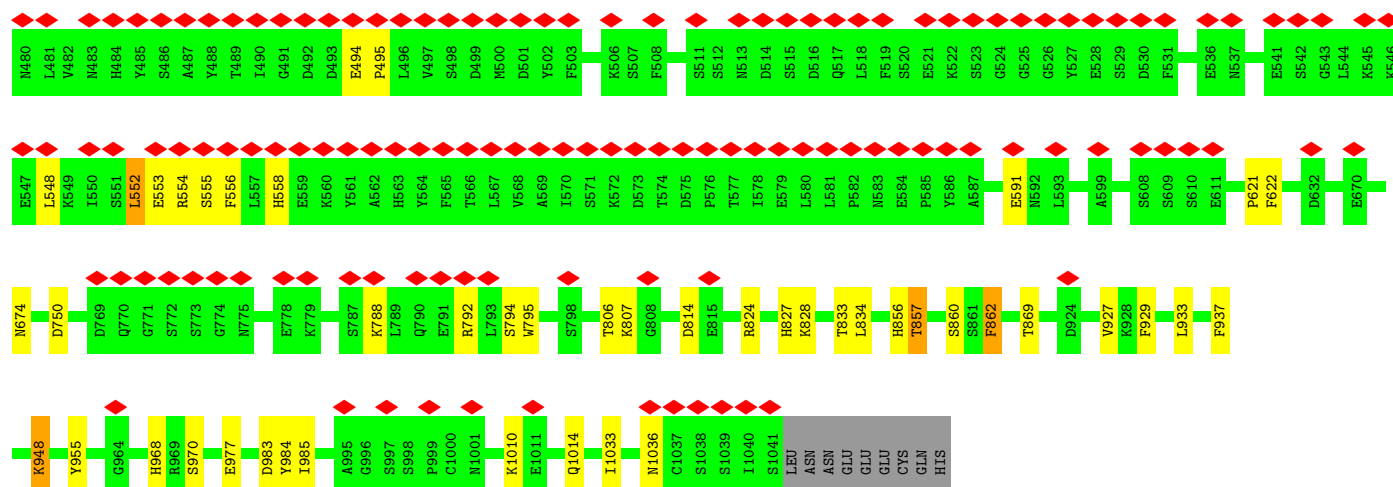 N480 L481 V482 N483 H484 Y485 S486 A487 Y488 T489 I490 G491 D492 D493 E494 P495 L496 V497 S498 D499 M500 D501 Y502 F503 K506 S507 F508 S511 S512 N513 D514 S515 D516 Q517 L518 F519 S520 E521 K522 S523 G524 G525 G526 Y527 E528 S529 D530 F531 E536 N537 E541 S542 G543 L544 K545 K546
E547 L548 K549 I550 S551 L552 E553 R554 S555 F556 L557 H558 E559 K560 Y561 A562 H563 Y564 F565 T566 L567 V568 A569 I570 S571 K572 D573 T574 D575 P576 T577 I578 E579 L580 L581 P582 N583 E584 P585 Y586 A587 E591 N592 L593 A599 S608 S609 S610 E611 P621 F622 D632 E670
N674 D750 D769 Q770 G771 S772 S773 G774 N775 E778 K779 S787 K788 L789 Q790 E791 R792 L793 S794 W795 S798 T806 K807 G808 D814 E815 R824 H827 K828 T833 L834 H856 T857 S860 S861 F862 T869 D924 V927 K928 F929 L933 F937
K948 Y955 G964 H968 R969 S970 E977 D983 Y984 I985 A995 G996 S997 S998 P999 C1000 N1001 K1010 E1011 Q1014 I1033 N1036 C1037 S1038 S1039 I1040 S1041 LEU ASN ASN GLU GLU GLU CYS GLN HIS